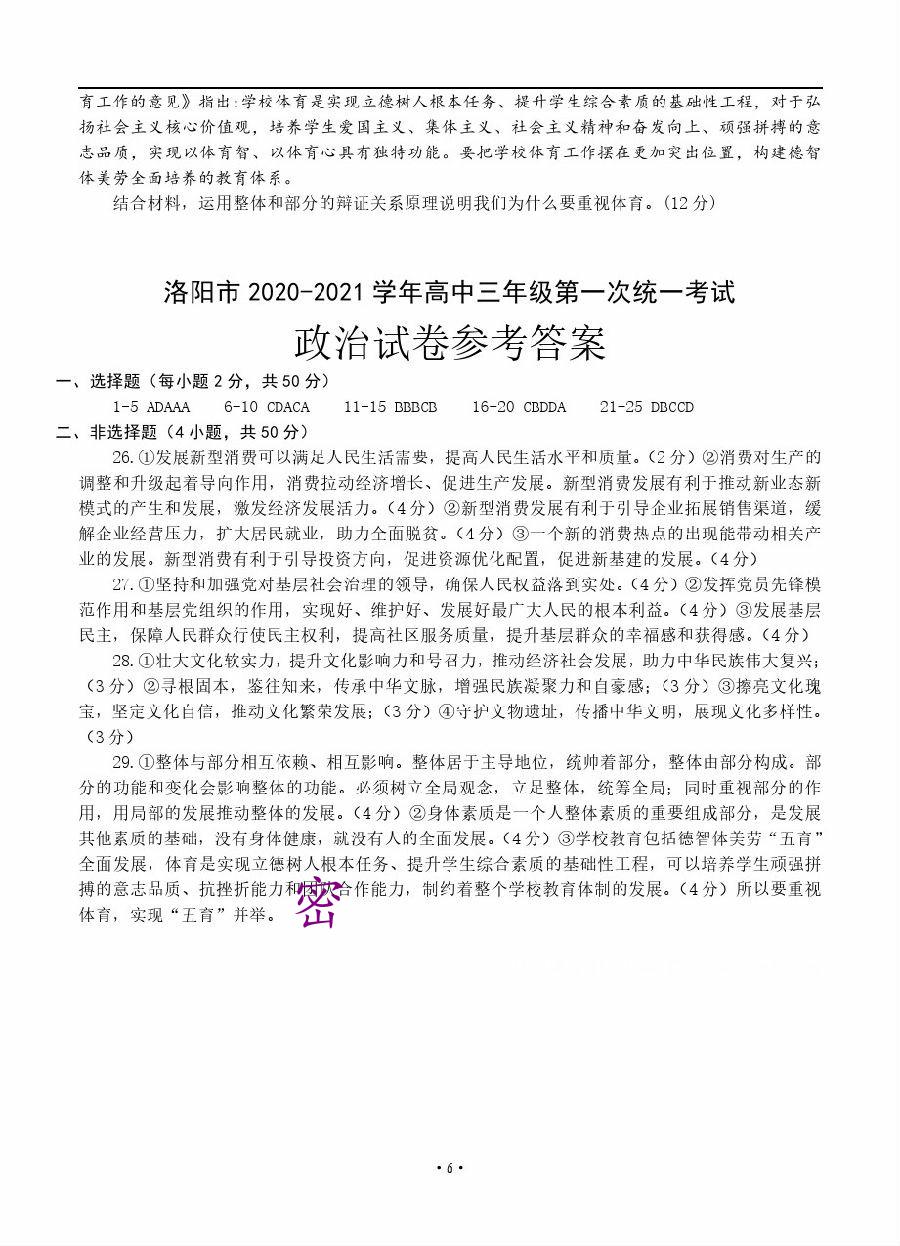 育工作的意见》指出:学校体育是实现立德树人根本任务、提升学生综合素质的基础性工程，对于弘
扬社会主义核心价值观，培养学生爱国主义、集体主义、社会主义精神和奋发向上、顽强拼搏的意
志品质，实现以体育智、以体育心具有独特功能。要把学校体育工作摆在更加突出位置，构建德智
体美劳全面培养的教育体系。
结合材料，运用整体和部分的辩证关系原理说明我们为什么要重视体育。(12 分)
洛阳市 2020-2021 学年高中三年级第一次统一考试
政治试卷参考答案
一、选择题（每小题 2 分，共 50 分）
1-5 ADAAA 6-10 CDACA 11-15 BBBCB 16-20 CBDDA 21-25 DBCCD
二、非选择题（4 小题，共 50 分）
26.①发展新型消费可以满足人民生活需要，提高人民生活水平和质量。（2 分）②消费对生产的
调整和升级起着导向作用，消费拉动经济增长、促进生产发展。新型消费发展有利于推动新业态新
模式的产生和发展，激发经济发展活力。（4 分）②新型消费发展有利于引导企业拓展销售渠道，缓
解企业经营压力，扩大居民就业，助力全面脱贫。（4 分）③一个新的消费热点的出现能带动相关产
业的发展。新型消费有利于引导投资方向，促进资源优化配置，促进新基建的发展。（4 分）
27.①坚持和加强党对基层社会治理的领导，确保人民权益落到实处。（4 分）②发挥党员先锋模
范作用和基层党组织的作用，实现好、维护好、发展好最广大人民的根本利益。（4 分）③发展基层
民主，保障人民群众行使民主权利，提高社区服务质量，提升基层群众的幸福感和获得感。（4 分）
28.①壮大文化软实力，提升文化影响力和号召力，推动经济社会发展，助力中华民族伟大复兴；
（3 分）②寻根固本，鉴往知来，传承中华文脉，增强民族凝聚力和自豪感；（3 分）③擦亮文化瑰
宝，坚定文化自信，推动文化繁荣发展；（3 分）④守护文物遗址，传播中华文明，展现文化多样性。
（3 分）
29.①整体与部分相互依赖、相互影响。整体居于主导地位，统帅着部分，整体由部分构成。部
分的功能和变化会影响整体的功能。必须树立全局观念，立足整体，统筹全局；同时重视部分的作
用，用局部的发展推动整体的发展。（4 分）②身体素质是一个人整体素质的重要组成部分，是发展
其他素质的基础，没有身体健康，就没有人的全面发展。（4 分）③学校教育包括德智体美劳“五育”
全面发展，体育是实现立德树人根本任务、提升学生综合素质的基础性工程，可以培养学生顽强拼
搏的意志品质、抗挫折能力和团队合作能力，制约着整个学校教育体制的发展。（4 分）所以要重视
体育，实现“五育”并举。
密
·6·